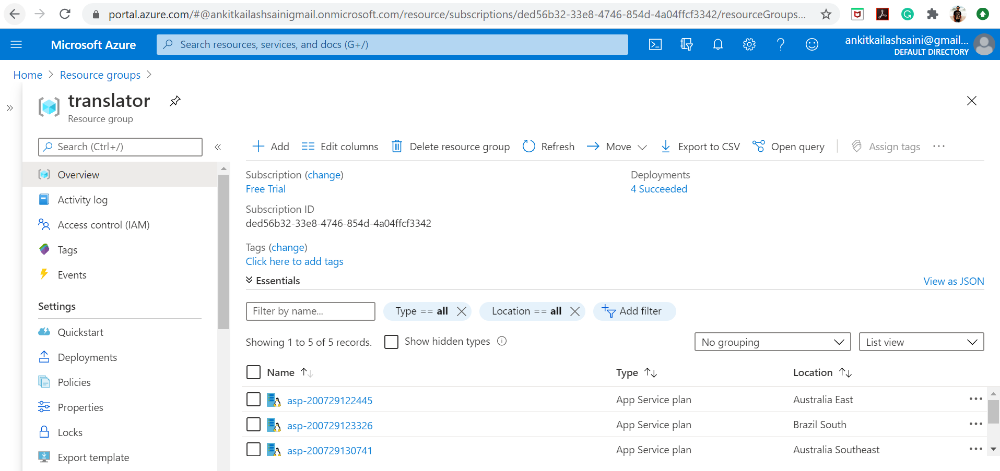 portal.azure.com/#@ankitkailashsainigmail.onmicrosoft.com/resource/subscriptions/ded56b32-33e8-4746-854d-4a04ffcf3342/resourceGroups...
Microsoft Azure
Search resources, services, and docs (G+/)
ankitkailashsaini@gmail...
DEFAULT DIRECTORY
Home > Resource groups >
translator
Resource group
Search (Ctrl+/)
Overview
Activity log
Access control (IAM)
Tags
Events
Settings
Quickstart
Deployments
Policies
Properties
Locks
Export template
Add Edit columns Delete resource group Refresh Move Export to CSV Open query Assign tags ...
Subscription (change)
Free Trial
Deployments
4 Succeeded
Subscription ID
ded56b32-33e8-4746-854d-4a04ffcf3342
Tags (change)
Click here to add tags
Essentials View as JSON
Filter by name... Type == all Location == all Add filter
Showing 1 to 5 of 5 records. Show hidden types No grouping List view
Name Type Location
asp-200729122445 App Service plan Australia East
asp-200729123326 App Service plan Brazil South
asp-200729130741 App Service plan Australia Southeast